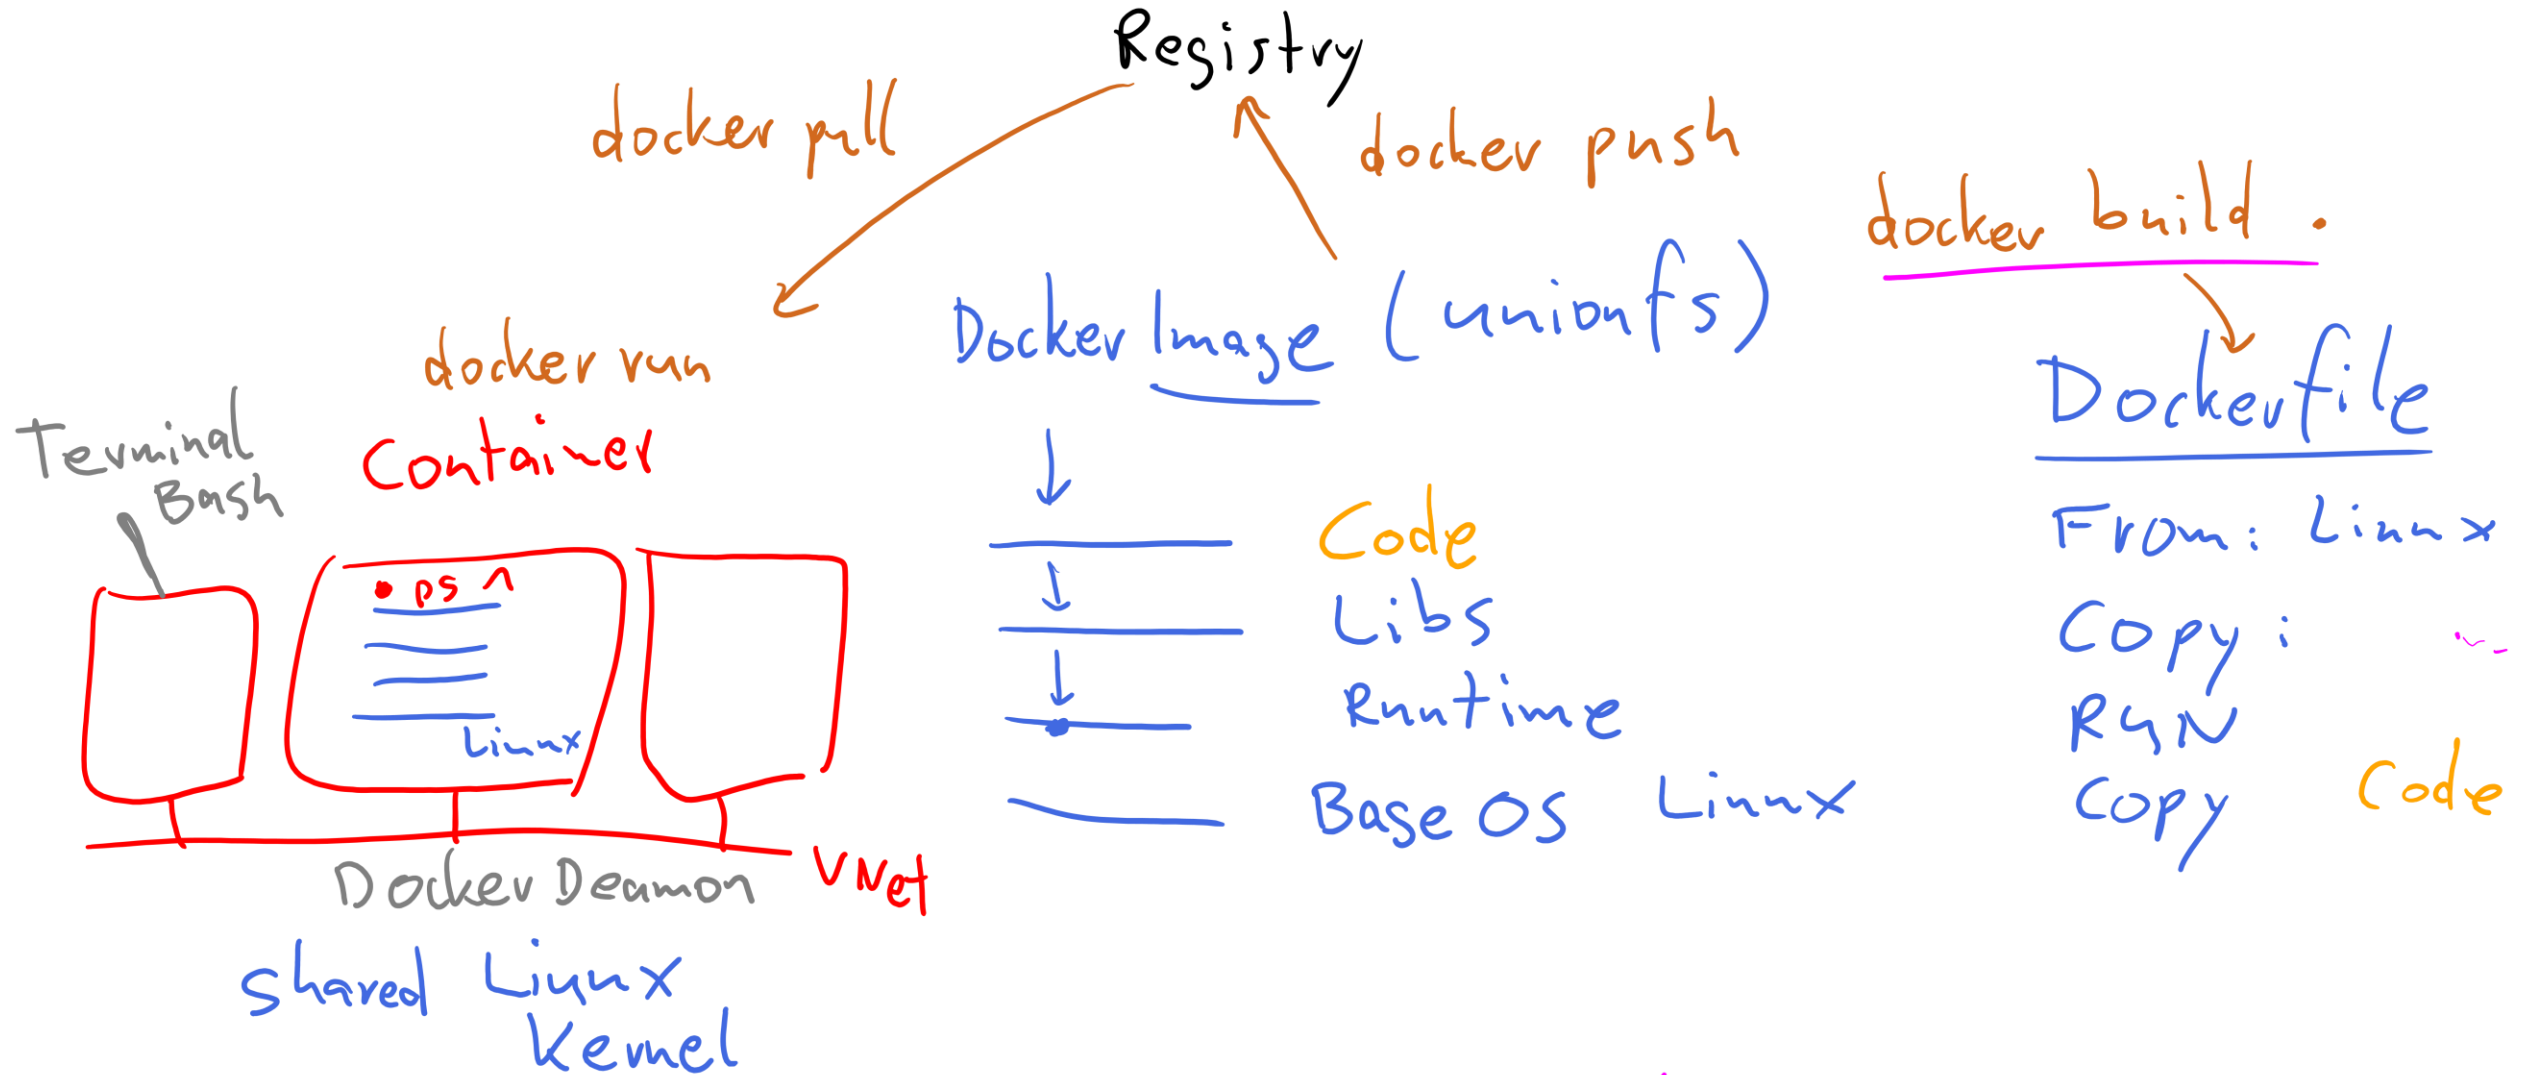 Registry
docker pull
docker push
docker build .
Docker Image (unionfs)
docker run
Container
Terminal
Bash
Dockerfile
Code
Libs
Runtime
Base OS Linux
From: Linux
Copy:
RUN
Copy Code
ps
Linux
VNet
Docker Deamon
shared Linux
Kernel